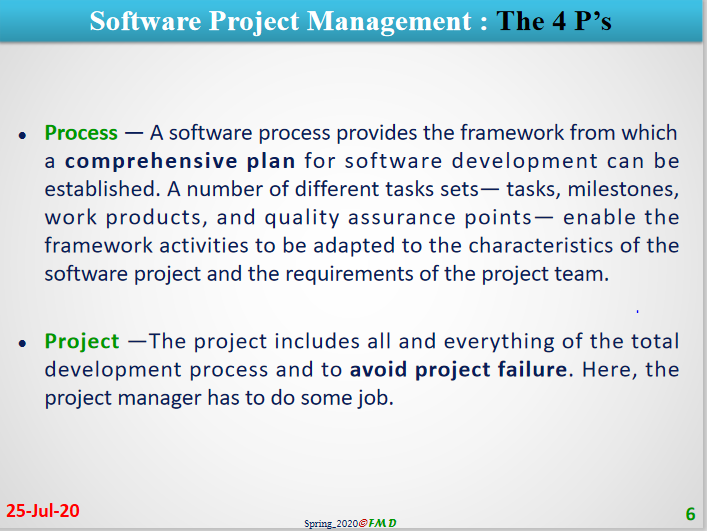 Software Project Management : The 4 P’s
● Process — A software process provides the framework from which
a comprehensive plan for software development can be
established. A number of different tasks sets— tasks, milestones,
work products, and quality assurance points— enable the
framework activities to be adapted to the characteristics of the
software project and the requirements of the project team.
● Project —The project includes all and everything of the total
development process and to avoid project failure. Here, the
project manager has to do some job.
25-Jul-20
Spring_2020©FMD
6